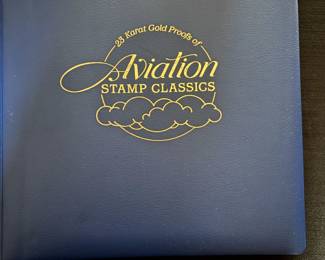 23 Karat Gold Proofs of
Aviation
STAMP CLASSICS